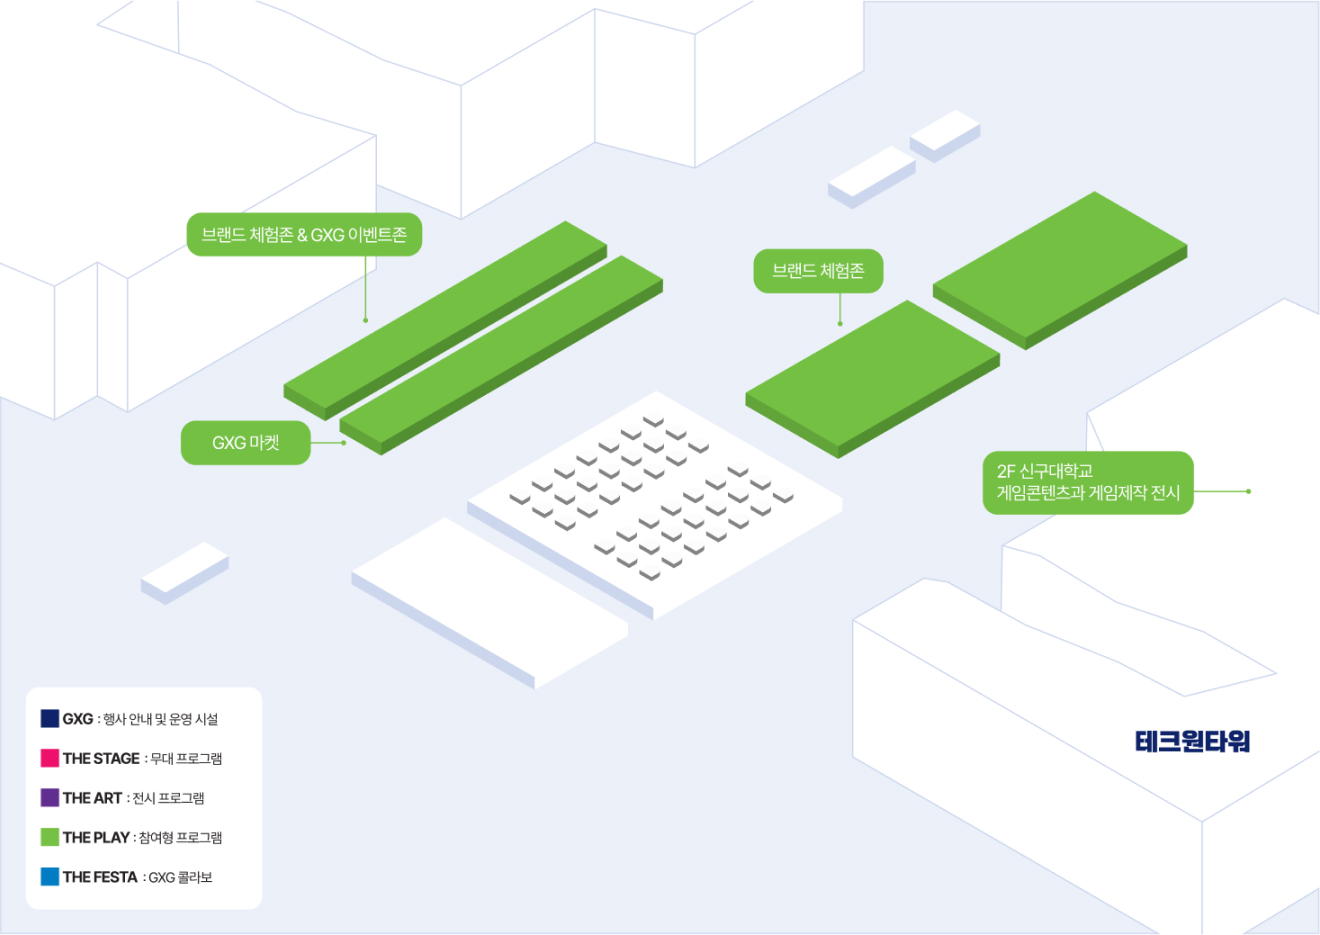 브랜드 체험존 & GXG 이벤트존
브랜드 체험존
GXG 마켓
2F 신구대학교
게임콘텐츠과 게임제작 전시
테크원타워
GXG : 행사 안내 및 운영 시설
THE STAGE : 무대 프로그램
THE ART : 전시 프로그램
THE PLAY : 참여형 프로그램
THE FESTA : GXG 콜라보